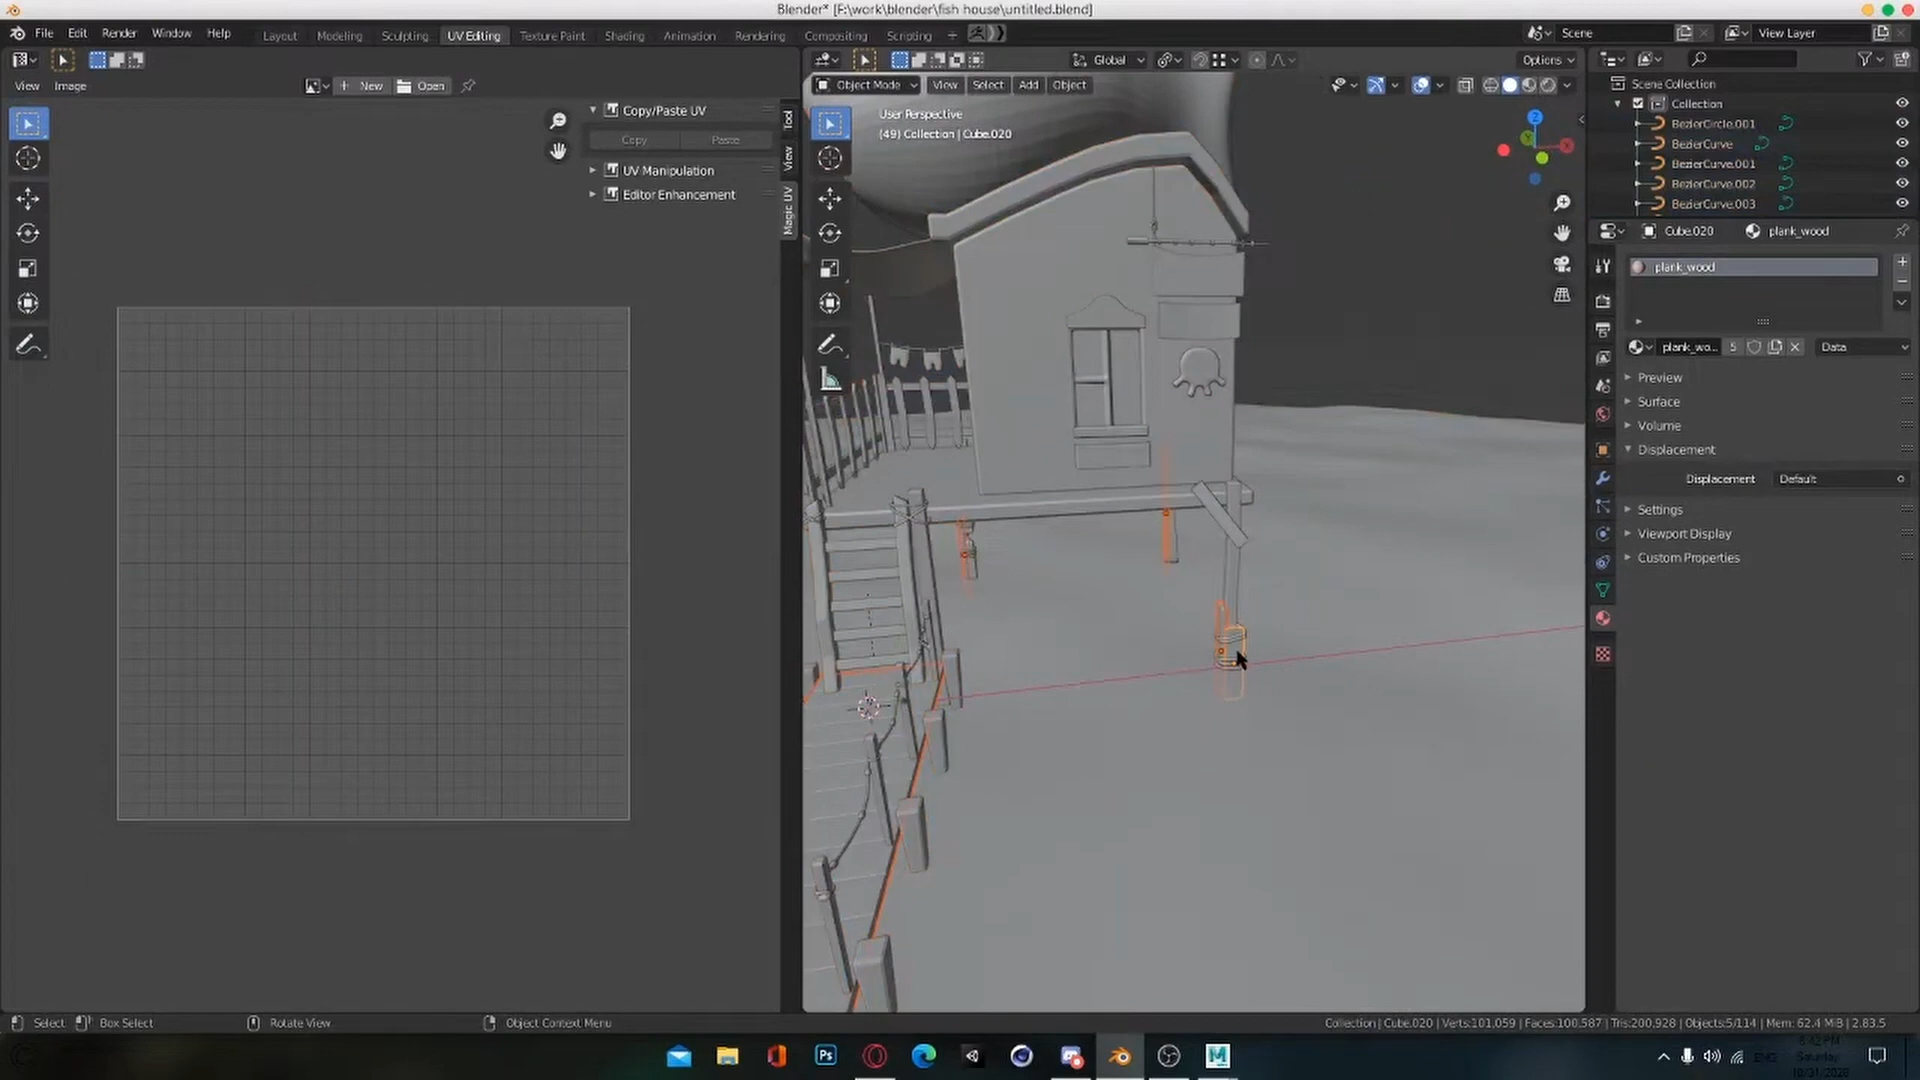 Blender* [F:\work\blender\fish house\untitled.blend]
File Edit Render Window Help
Layout Modeling Sculpting UV Editing Texture Paint Shading Animation Rendering Compositing Scripting +
Scene
View Layer
Global
Options
View Image
New
Open
Object Mode
View Select Add Object
Copy/Paste UV
Copy
Paste
UV Manipulation
Editor Enhancement
Tool
View
Magic UV
User Perspective
(49) Collection | Cube.020
Z
Scene Collection
Collection
BezierCircle.001
BezierCurve
BezierCurve.001
BezierCurve.002
BezierCurve.003
Cube.020
plank_wood
plank_wood
plank_wo...
5
Data
Preview
Surface
Volume
Displacement
Displacement
Default
Settings
Viewport Display
Custom Properties
Select
Box Select
Rotate View
Object Context Menu
Collection | Cube.020 | Verts:101,059 | Faces:100,587 | Tris:200,928 | Objects:5/114 | Mem: 62.4 MiB | 2.83.5
Ps
M
ENG
Saturday